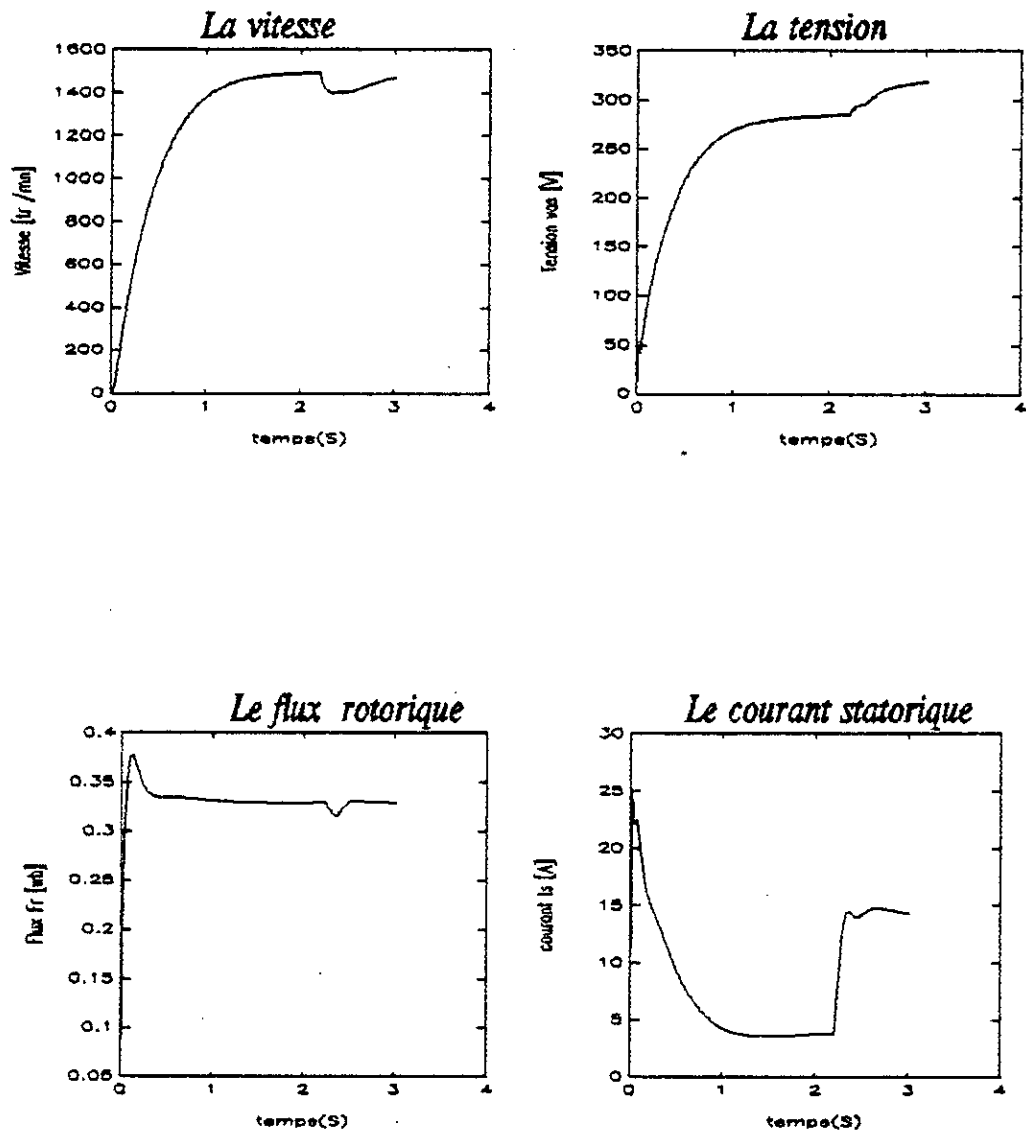 La vitesse
1600
1400
1200
1000
800
600
400
200
0
Vitesse [tr /mn]
0 1 2 3 4
temps(S)
La tension
350
300
250
200
150
100
50
0
Tension vas [V]
0 1 2 3 4
temps(S)
Le flux rotorique
0.4
0.35
0.3
0.25
0.2
0.15
0.1
0.05
flux fr [wb]
0 1 2 3 4
temps(S)
Le courant statorique
30
25
20
15
10
5
0
courant Is [A]
0 1 2 3 4
temps(S)